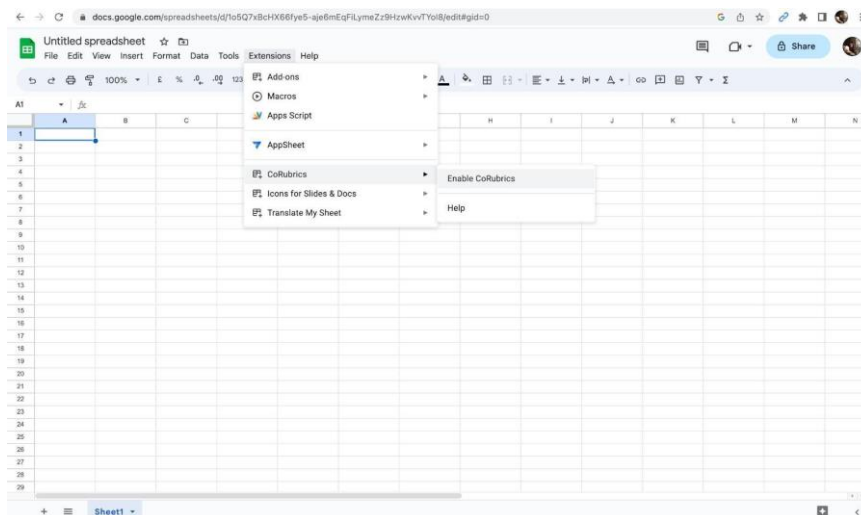 docs.google.com/spreadsheets/d/1o5Q7xBcHX66fye5-aje6mEqFiLymeZz9HzwKvvTYol8/edit#gid=0
Untitled spreadsheet
File Edit View Insert Format Data Tools Extensions Help
Share
100% £ % .0 .00 123 A Σ
Add-ons
A1 fx
Macros
Apps Script
A B C H I J K L M N
AppSheet
CoRubrics
Enable CoRubrics
Icons for Slides & Docs
Help
Translate My Sheet
1
2
3
4
5
6
7
8
9
10
11
12
13
14
15
16
17
18
19
20
21
22
23
24
25
26
27
28
29
Sheet1